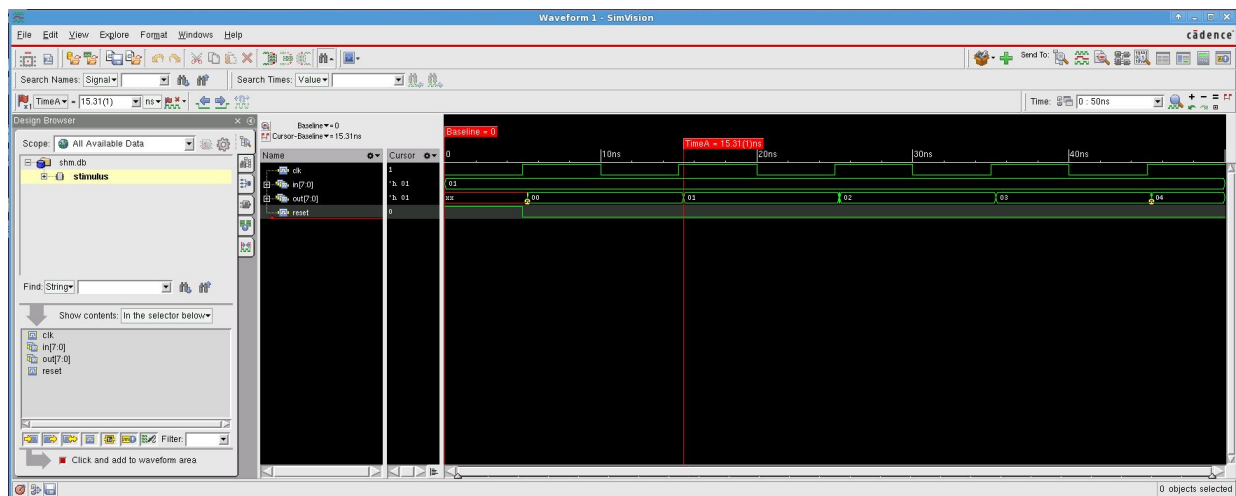 Waveform 1 - SimVision
File Edit View Explore Format Windows Help
cādence
Send To:
Search Names: Signal
Search Times: Value
TimeA = 15.31(1) ns
Time: 0 : 50ns
Design Browser
Baseline = 0
Cursor-Baseline = 15.31ns
Scope: All Available Data
shm.db
stimulus
Find: String
Show contents: In the selector below
clk
in[7:0]
out[7:0]
reset
Filter:
Click and add to waveform area
Name Cursor
clk 1
in[7:0] 'h 01
out[7:0] 'h 01
reset 0
Baseline = 0
TimeA = 15.31(1)ns
0 10ns 20ns 30ns 40ns
01
xx 00 01 02 03 04
0 objects selected